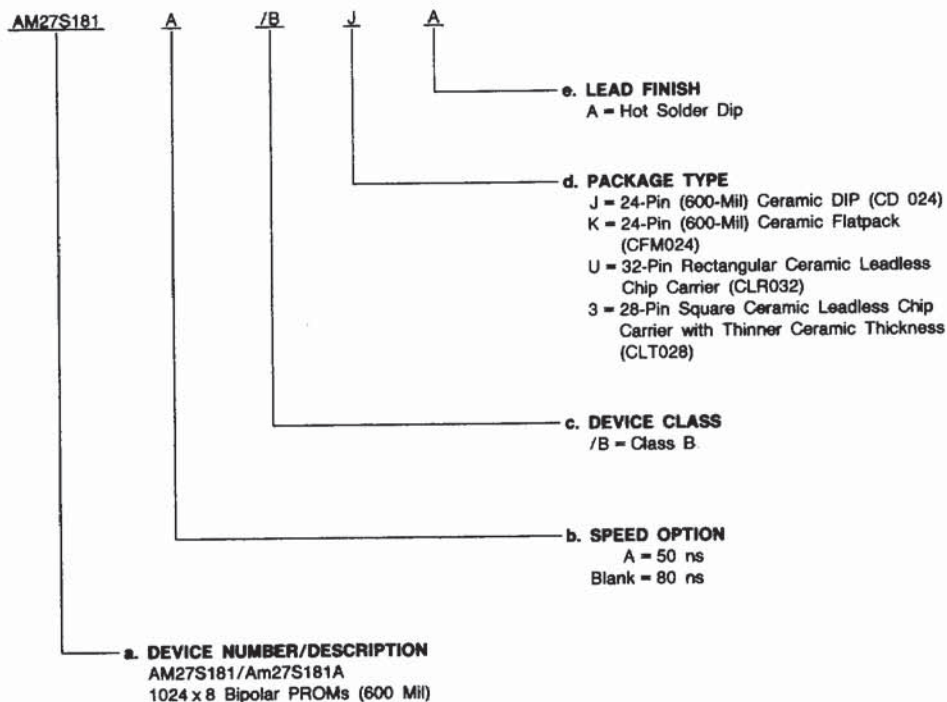 AM27S181 A /B J A
e. LEAD FINISH
A = Hot Solder Dip
d. PACKAGE TYPE
J = 24-Pin (600-Mil) Ceramic DIP (CD 024)
K = 24-Pin (600-Mil) Ceramic Flatpack
(CFM024)
U = 32-Pin Rectangular Ceramic Leadless
Chip Carrier (CLR032)
3 = 28-Pin Square Ceramic Leadless Chip
Carrier with Thinner Ceramic Thickness
(CLT028)
c. DEVICE CLASS
/B = Class B
b. SPEED OPTION
A = 50 ns
Blank = 80 ns
a. DEVICE NUMBER/DESCRIPTION
AM27S181/Am27S181A
1024 x 8 Bipolar PROMs (600 Mil)